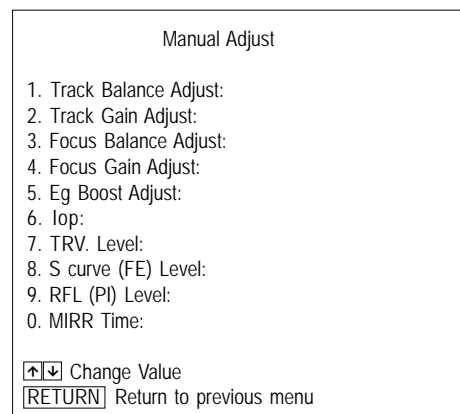 Manual Adjust
1. Track Balance Adjust:
2. Track Gain Adjust:
3. Focus Balance Adjust:
4. Focus Gain Adjust:
5. Eg Boost Adjust:
6. Iop:
7. TRV. Level:
8. S curve (FE) Level:
9. RFL (PI) Level:
0. MIRR Time:
↑↓ Change Value
RETURN Return to previous menu